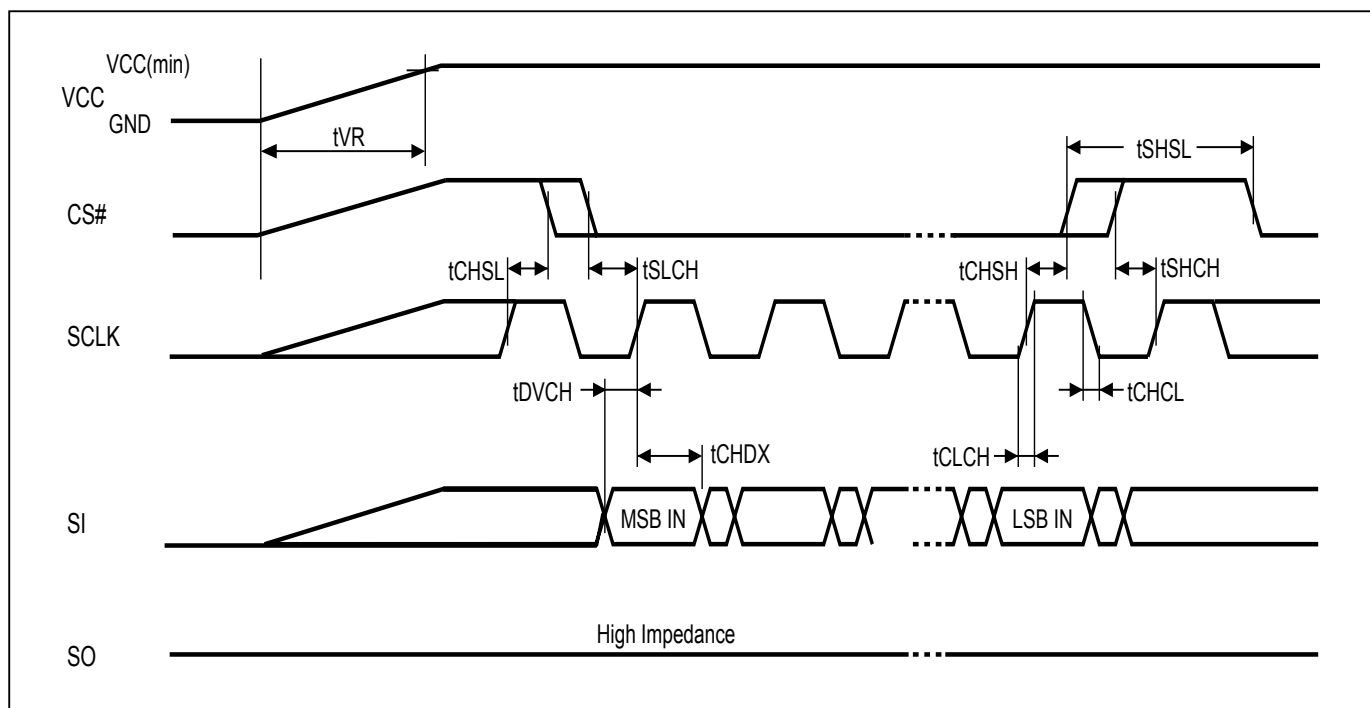 VCC(min)
VCC
GND
tVR
tSHSL
CS#
tCHSL
tSLCH
tCHSH
tSHCH
SCLK
tDVCH
tCHCL
tCHDX
tCLCH
SI
MSB IN
LSB IN
High Impedance
SO